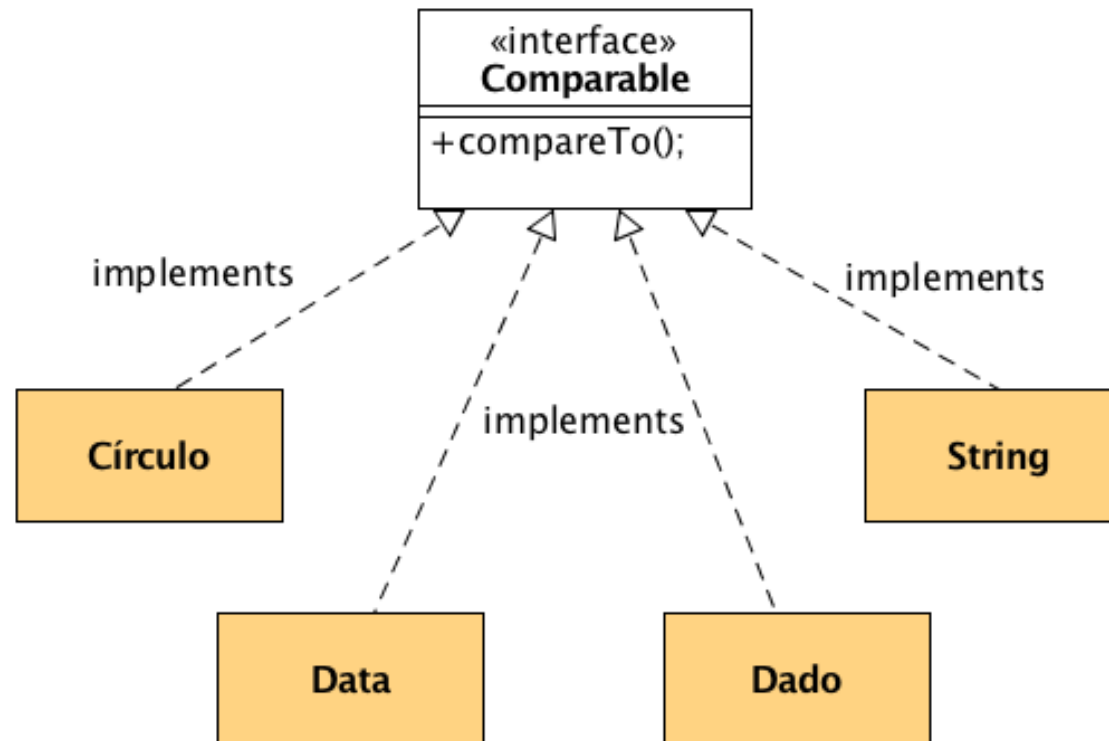 «interface»
Comparable
+compareTo();
implements
implements
Círculo
implements
String
Data
Dado